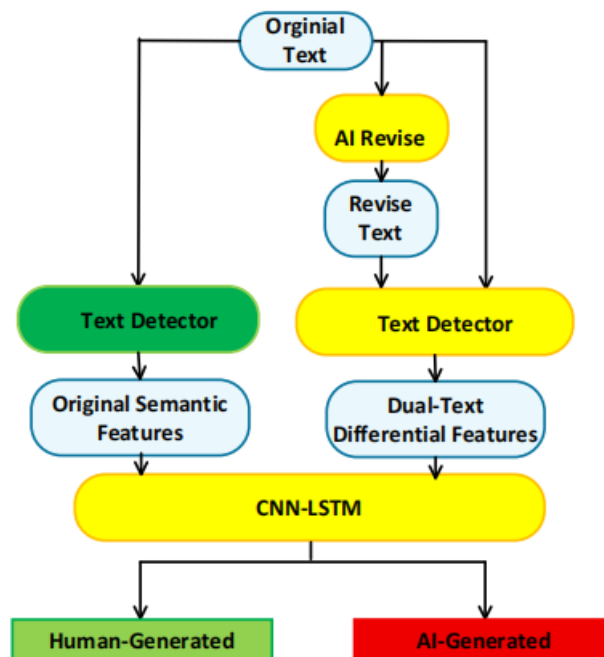 Orginial
Text
AI Revise
Revise
Text
Text Detector
Text Detector
Original Semantic
Features
Dual-Text
Differential Features
CNN-LSTM
Human-Generated
AI-Generated